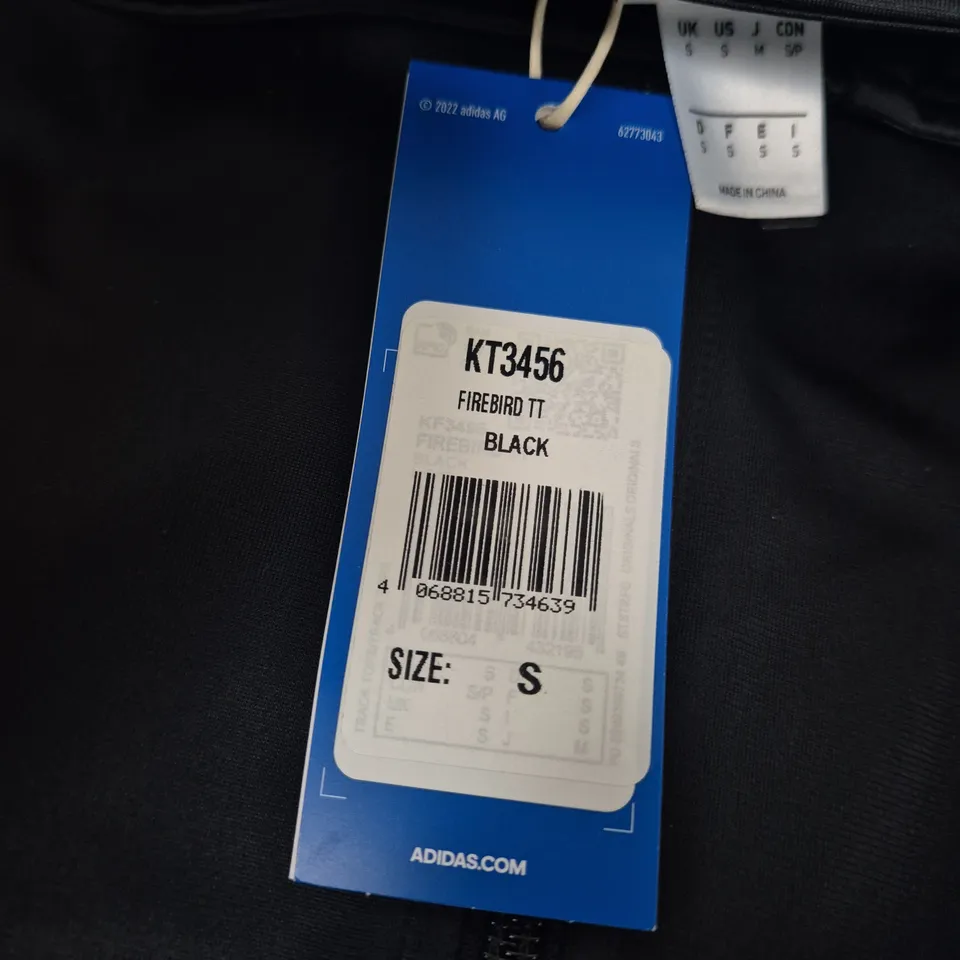 UK US J CON
S S M S/P
D F E I
S S S S
MADE IN CHINA
© 2022 adidas AG
62773043
KT3456
FIREBIRD TT
BLACK
4 068815 734639
SIZE: S
ADIDAS.COM